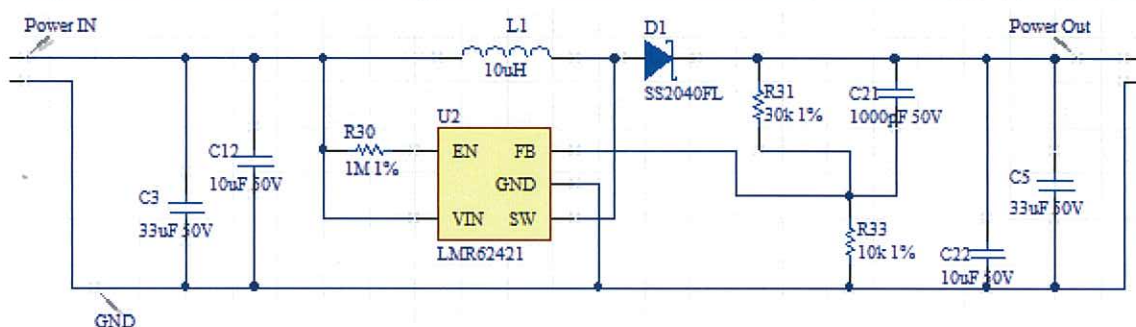 Power IN
L1
10uH
D1
SS2040FL
Power Out
R31
30k 1%
C21
1000pF 50V
U2
R30
1M 1%
EN
FB
GND
VIN
SW
LMR62421
C12
10uF 50V
C3
33uF 50V
C5
33uF 50V
R33
10k 1%
C22
10uF 50V
GND